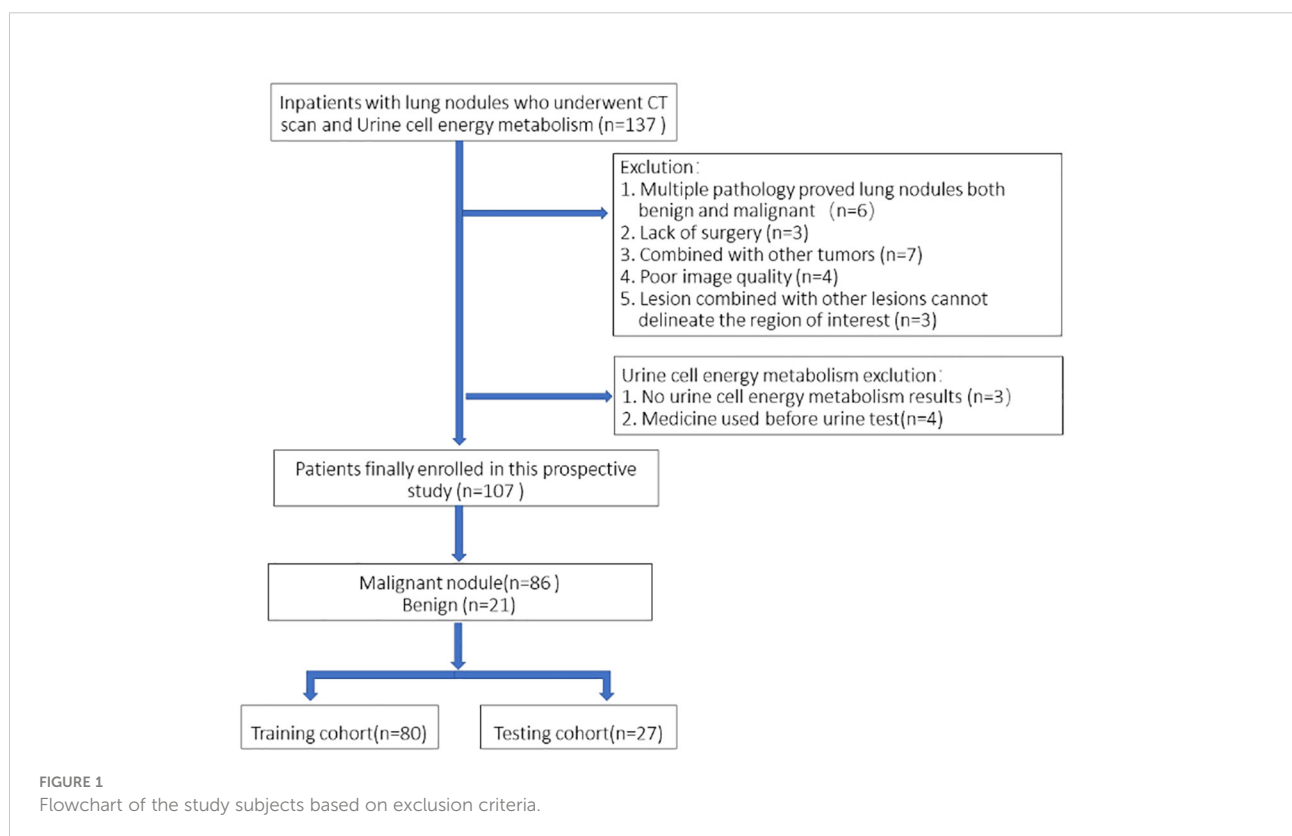 Inpatients with lung nodules who underwent CT
scan and Urine cell energy metabolism (n=137 )
Exclution：
1. Multiple pathology proved lung nodules both
benign and malignant （n=6）
2. Lack of surgery (n=3)
3. Combined with other tumors (n=7)
4. Poor image quality (n=4)
5. Lesion combined with other lesions cannot
delineate the region of interest (n=3)
Urine cell energy metabolism exclution：
1. No urine cell energy metabolism results (n=3)
2. Medicine used before urine test(n=4)
Patients finally enrolled in this prospective
study (n=107 )
Malignant nodule(n=86 )
Benign (n=21)
Training cohort(n=80)
Testing cohort(n=27)
FIGURE 1
Flowchart of the study subjects based on exclusion criteria.